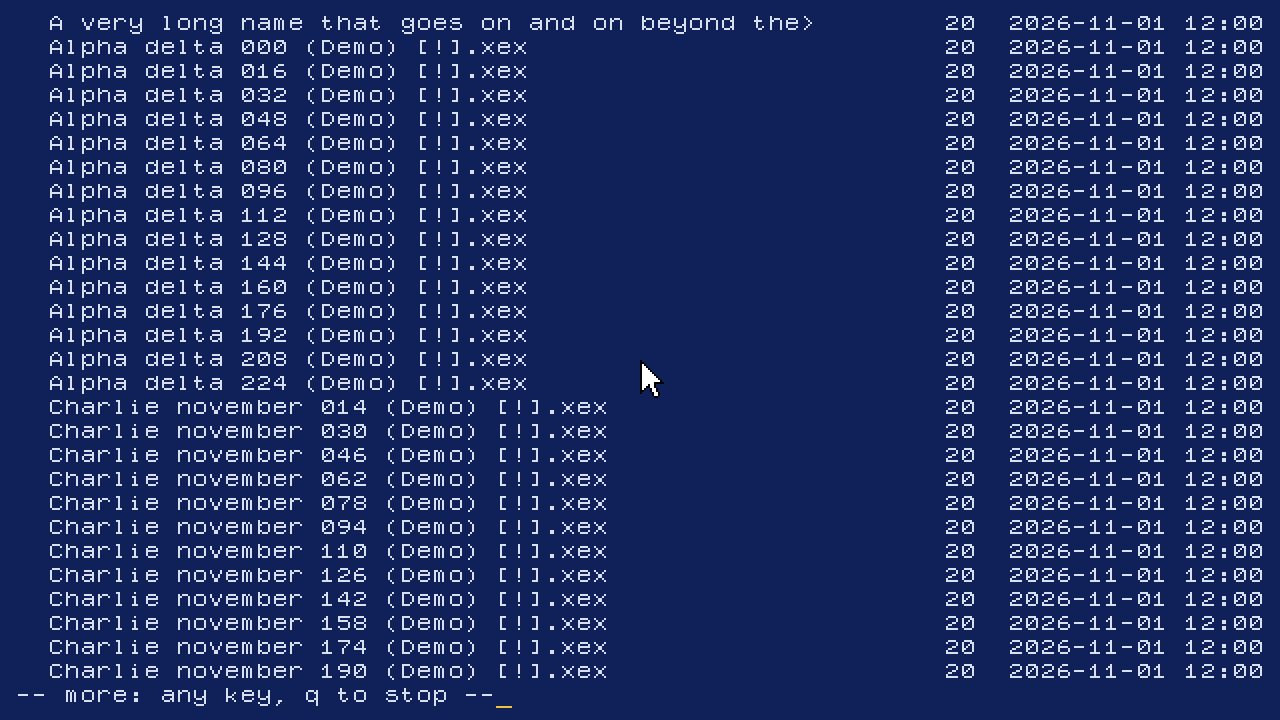 A very long name that goes on and on beyond the> 20 2026-11-01 12:00
Alpha delta 000 (Demo) [!].xex 20 2026-11-01 12:00
Alpha delta 016 (Demo) [!].xex 20 2026-11-01 12:00
Alpha delta 032 (Demo) [!].xex 20 2026-11-01 12:00
Alpha delta 048 (Demo) [!].xex 20 2026-11-01 12:00
Alpha delta 064 (Demo) [!].xex 20 2026-11-01 12:00
Alpha delta 080 (Demo) [!].xex 20 2026-11-01 12:00
Alpha delta 096 (Demo) [!].xex 20 2026-11-01 12:00
Alpha delta 112 (Demo) [!].xex 20 2026-11-01 12:00
Alpha delta 128 (Demo) [!].xex 20 2026-11-01 12:00
Alpha delta 144 (Demo) [!].xex 20 2026-11-01 12:00
Alpha delta 160 (Demo) [!].xex 20 2026-11-01 12:00
Alpha delta 176 (Demo) [!].xex 20 2026-11-01 12:00
Alpha delta 192 (Demo) [!].xex 20 2026-11-01 12:00
Alpha delta 208 (Demo) [!].xex 20 2026-11-01 12:00
Alpha delta 224 (Demo) [!].xex 20 2026-11-01 12:00
Charlie november 014 (Demo) [!].xex 20 2026-11-01 12:00
Charlie november 030 (Demo) [!].xex 20 2026-11-01 12:00
Charlie november 046 (Demo) [!].xex 20 2026-11-01 12:00
Charlie november 062 (Demo) [!].xex 20 2026-11-01 12:00
Charlie november 078 (Demo) [!].xex 20 2026-11-01 12:00
Charlie november 094 (Demo) [!].xex 20 2026-11-01 12:00
Charlie november 110 (Demo) [!].xex 20 2026-11-01 12:00
Charlie november 126 (Demo) [!].xex 20 2026-11-01 12:00
Charlie november 142 (Demo) [!].xex 20 2026-11-01 12:00
Charlie november 158 (Demo) [!].xex 20 2026-11-01 12:00
Charlie november 174 (Demo) [!].xex 20 2026-11-01 12:00
Charlie november 190 (Demo) [!].xex 20 2026-11-01 12:00
-- more: any key, q to stop --_